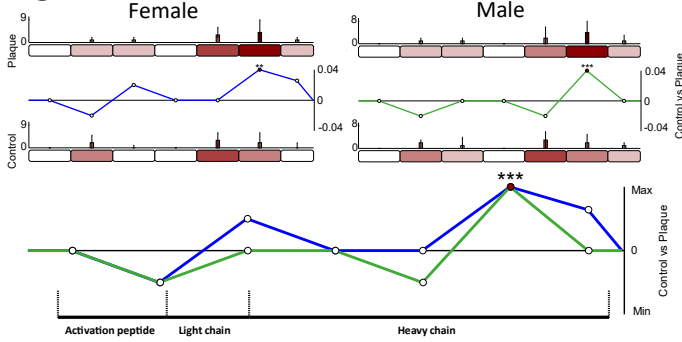 Female
Male
Plaque
9
0
8
0
**
***
0.04
0
-0.04
0.04
0
-0.04
Control vs Plaque
Control
9
0
8
0
***
Max
0
Min
Control vs Plaque
Activation peptide
Light chain
Heavy chain